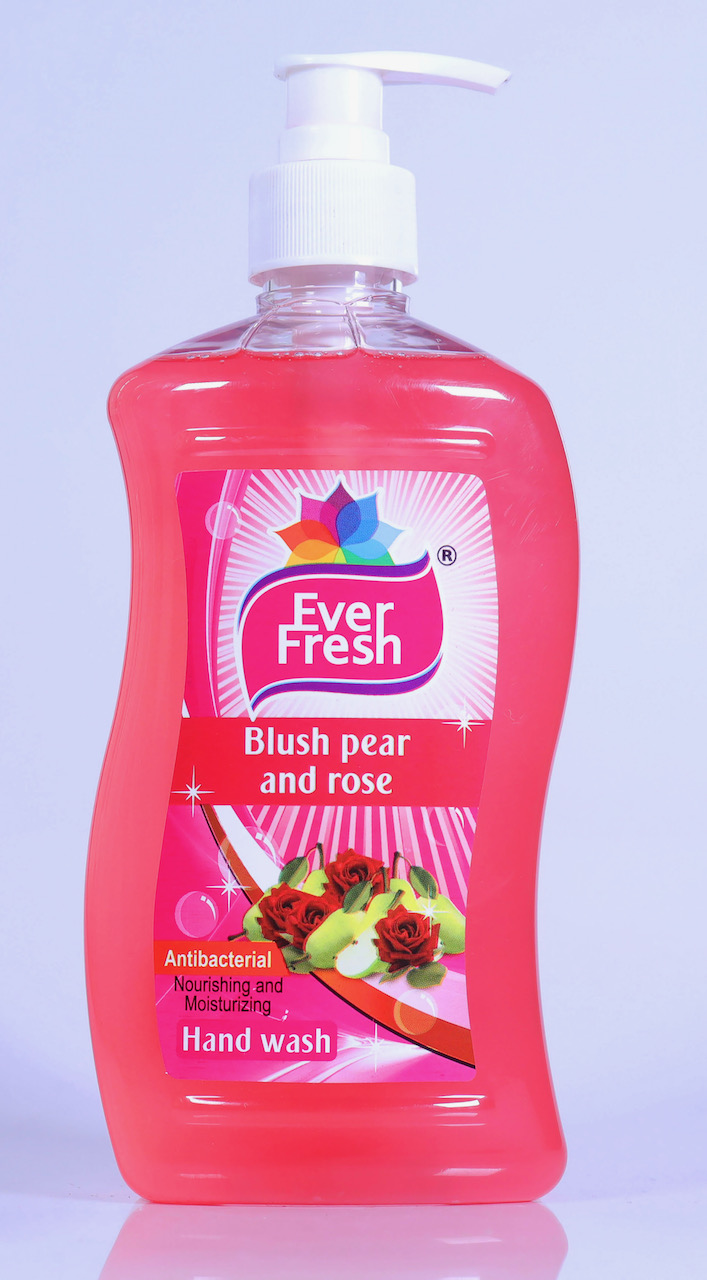 ®
Ever
Fresh
Blush pear
and rose
Antibacterial
Nourishing and
Moisturizing
Hand wash